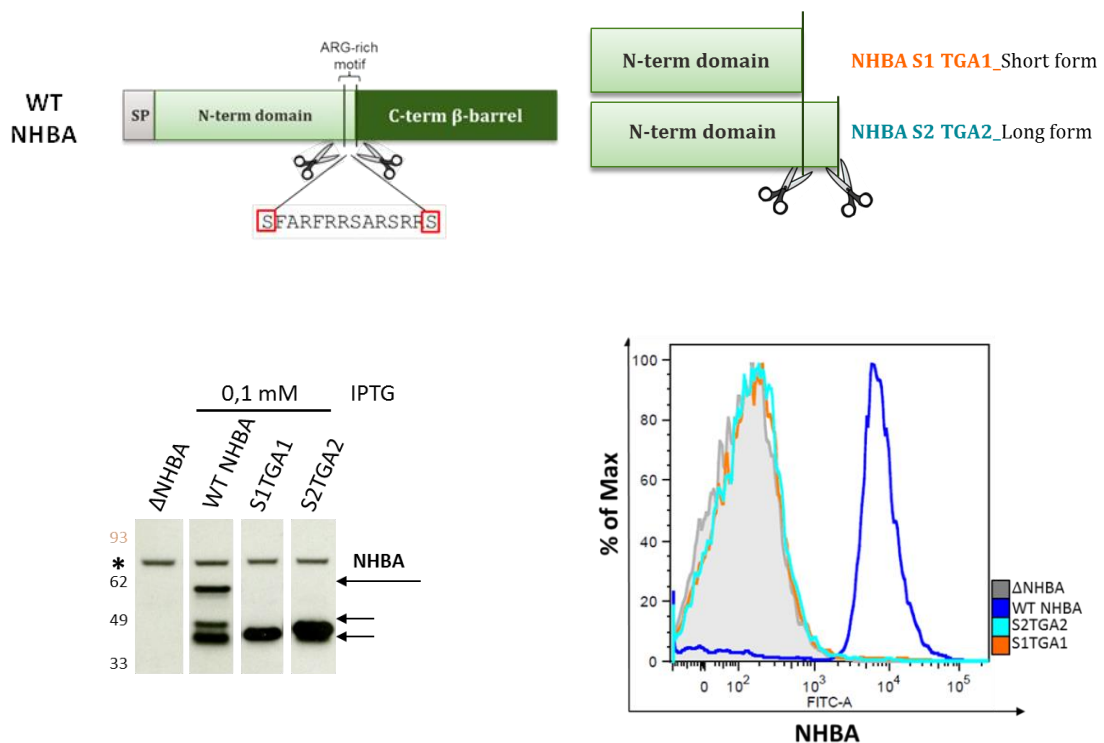 ARG-rich
motif
WT
NHBA
SP
N-term domain
C-term β-barrel
SFARFRRSARSRRS
N-term domain
NHBA S1 TGA1_Short form
N-term domain
NHBA S2 TGA2_Long form
0,1 mM
IPTG
ΔNHBA
WT NHBA
S1TGA1
S2TGA2
93
*
62
49
33
NHBA
% of Max
100
80
60
40
20
0
0 10² 10³ 10⁴ 10⁵
FITC-A
NHBA
ΔNHBA
WT NHBA
S2TGA2
S1TGA1